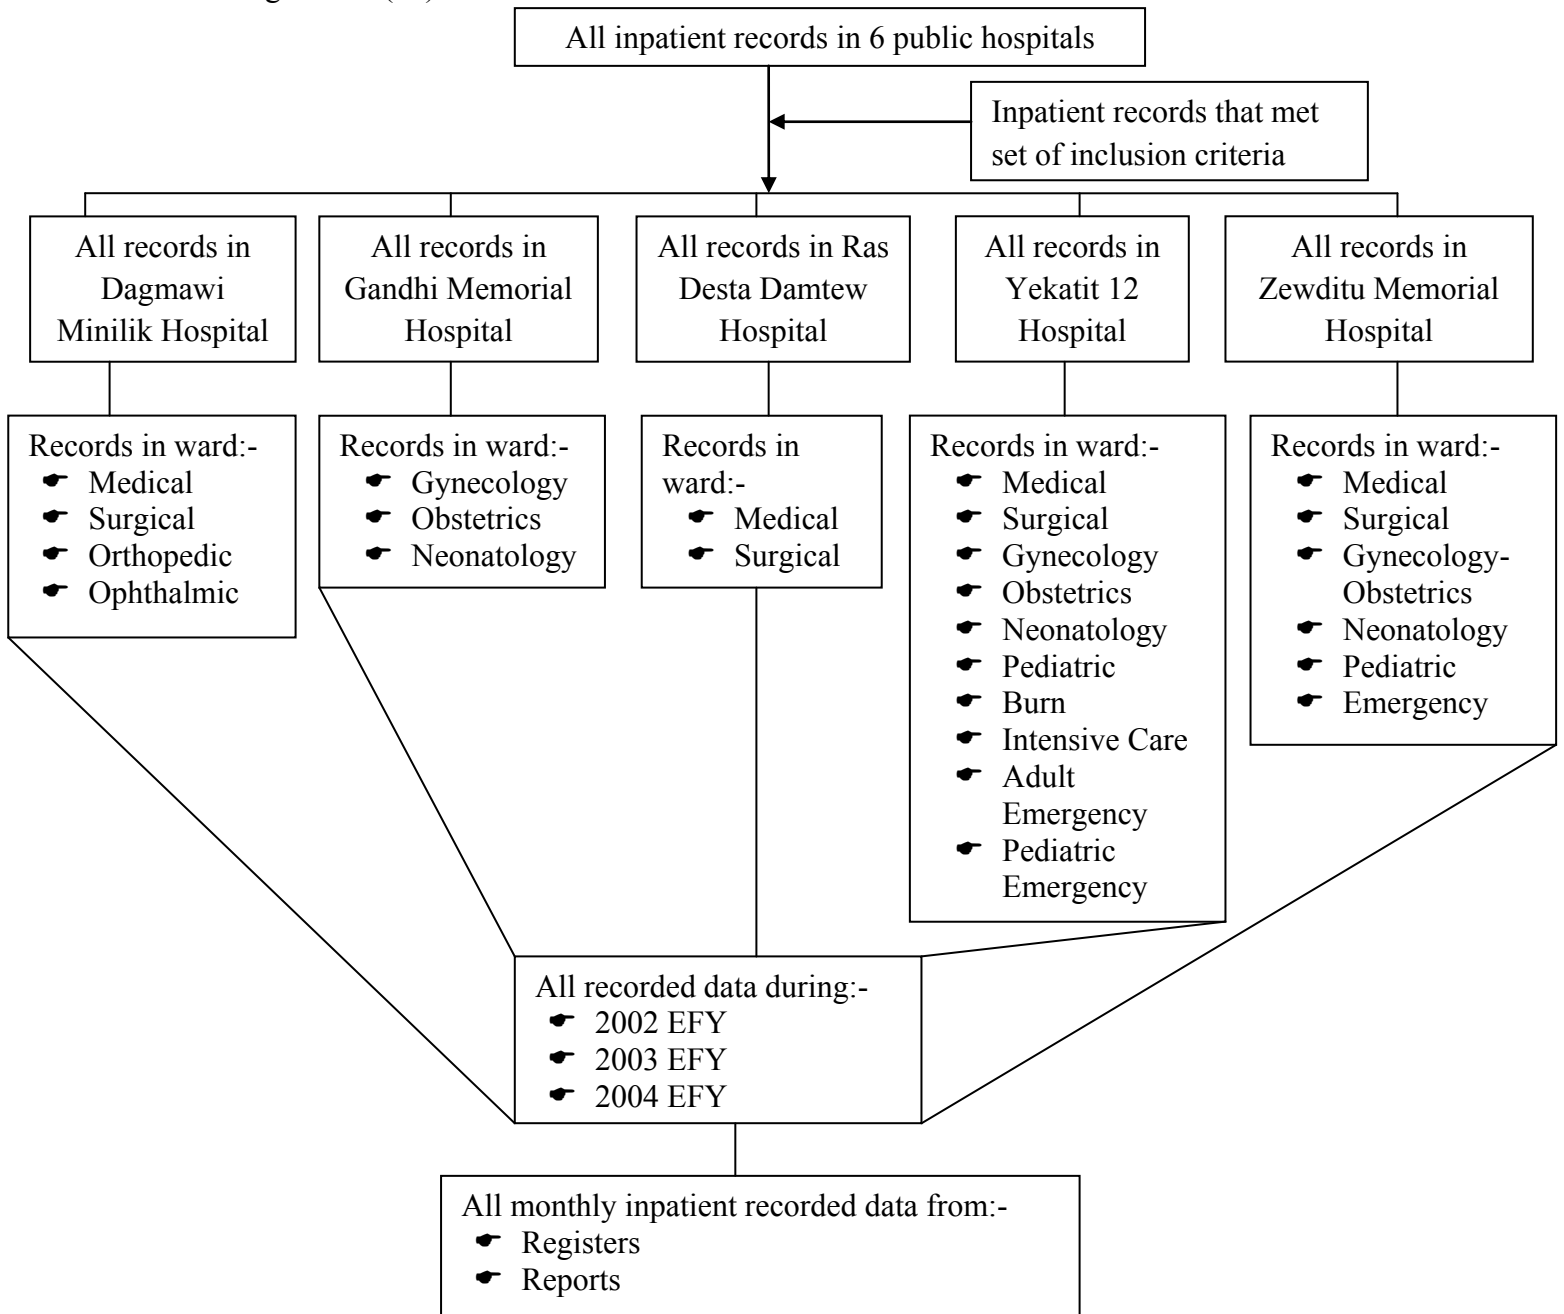 All inpatient records in 6 public hospitals
Inpatient records that met
set of inclusion criteria
All records in
Dagmawi
Minilik Hospital
All records in
Gandhi Memorial
Hospital
All records in Ras
Desta Damtew
Hospital
All records in
Yekatit 12
Hospital
All records in
Zewditu Memorial
Hospital
Records in ward:-
☛ Medical
☛ Surgical
☛ Orthopedic
☛ Ophthalmic
Records in ward:-
☛ Gynecology
☛ Obstetrics
☛ Neonatology
Records in
ward:-
☛ Medical
☛ Surgical
Records in ward:-
☛ Medical
☛ Surgical
☛ Gynecology
☛ Obstetrics
☛ Neonatology
☛ Pediatric
☛ Burn
☛ Intensive Care
☛ Adult
Emergency
☛ Pediatric
Emergency
Records in ward:-
☛ Medical
☛ Surgical
☛ Gynecology-
Obstetrics
☛ Neonatology
☛ Pediatric
☛ Emergency
All recorded data during:-
☛ 2002 EFY
☛ 2003 EFY
☛ 2004 EFY
All monthly inpatient recorded data from:-
☛ Registers
☛ Reports